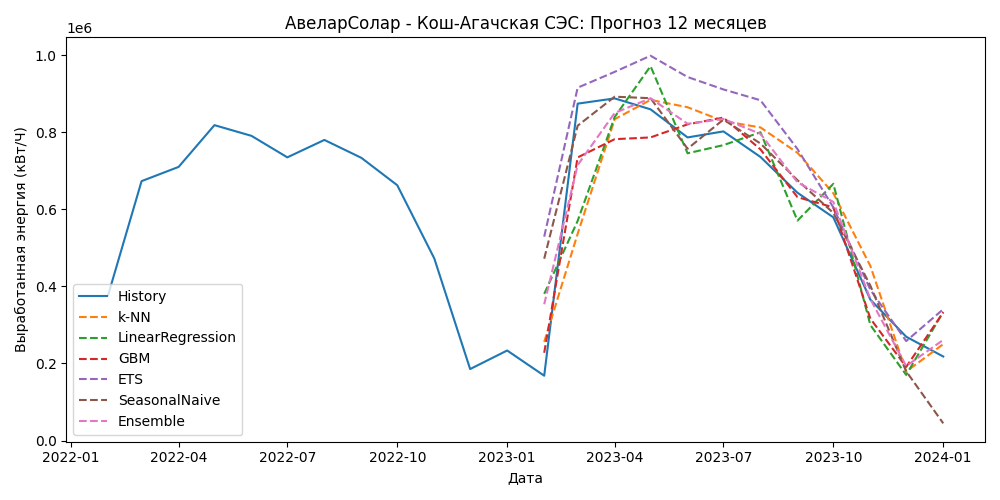 АвеларСолар - Кош-Агачская СЭС: Прогноз 12 месяцев
1e6
1.0
0.8
0.6
0.4
0.2
0.0
Выработанная энергия (кВт/Ч)
History
k-NN
LinearRegression
GBM
ETS
SeasonalNaive
Ensemble
2022-01 2022-04 2022-07 2022-10 2023-01 2023-04 2023-07 2023-10 2024-01
Дата